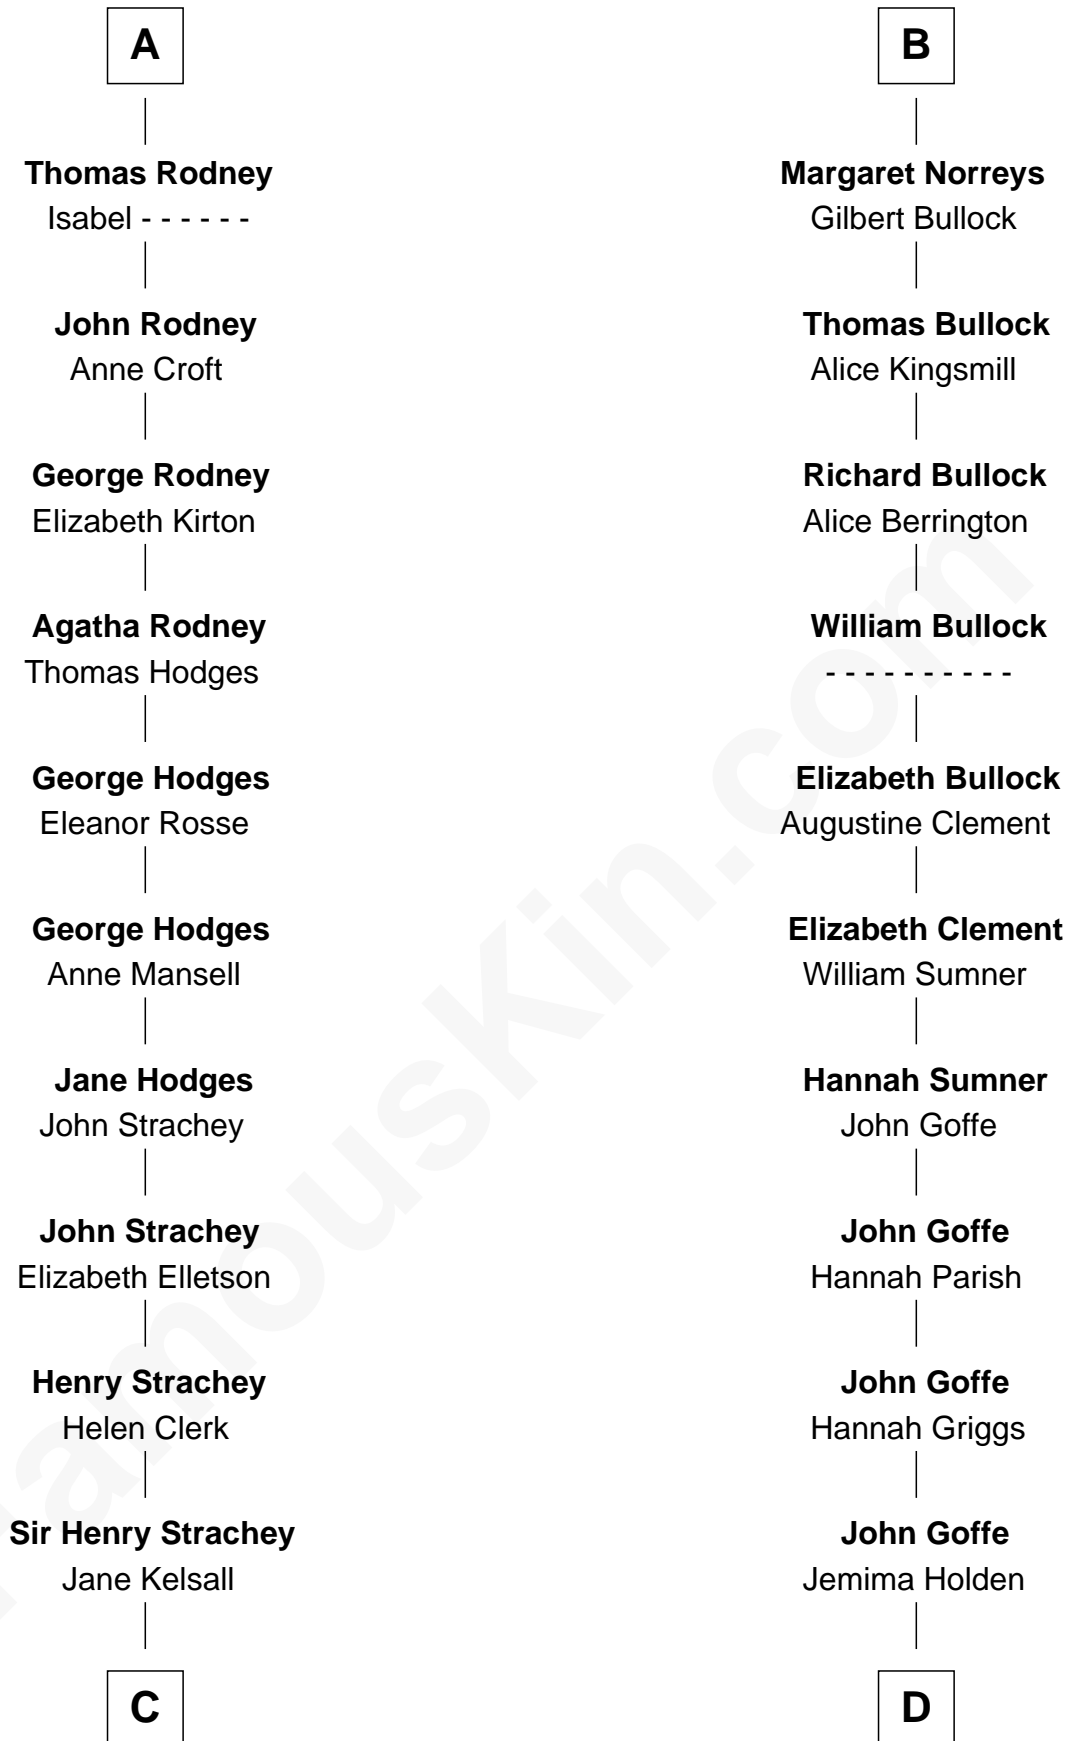 A
Thomas Rodney
Isabel - - - - - -
John Rodney
Anne Croft
George Rodney
Elizabeth Kirton
Agatha Rodney
Thomas Hodges
George Hodges
Eleanor Rosse
George Hodges
Anne Mansell
Jane Hodges
John Strachey
John Strachey
Elizabeth Elletson
Henry Strachey
Helen Clerk
Sir Henry Strachey
Jane Kelsall
C
B
Margaret Norreys
Gilbert Bullock
Thomas Bullock
Alice Kingsmill
Richard Bullock
Alice Berrington
William Bullock
- - - - - - - - - -
Elizabeth Bullock
Augustine Clement
Elizabeth Clement
William Sumner
Hannah Sumner
John Goffe
John Goffe
Hannah Parish
John Goffe
Hannah Griggs
John Goffe
Jemima Holden
D
FamousKin.com